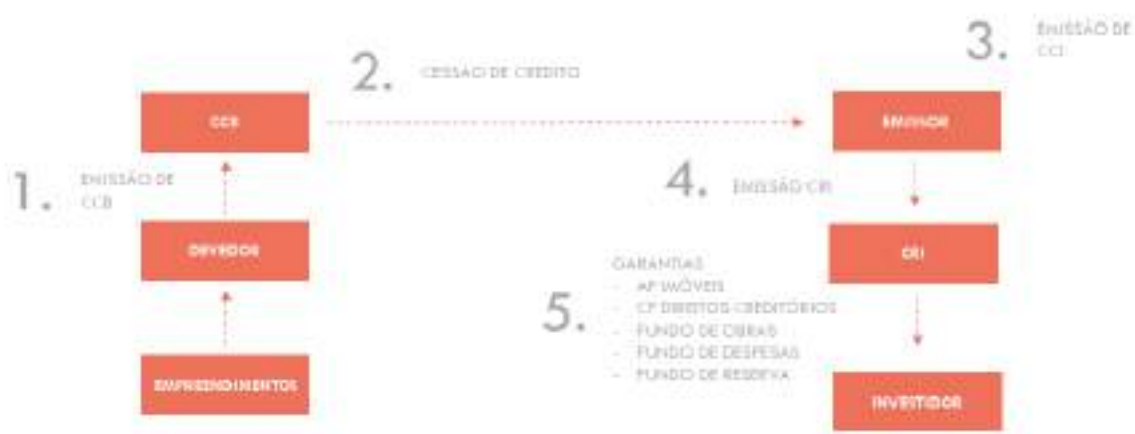 3.
EMISSÃO DE
CCI
2.
CESSÃO DE CRÉDITO
CCB
EMISSOR
1.
EMISSÃO DE
CCB
4.
EMISSÃO CRI
DEVEDOR
CRI
5.
GARANTIAS
- AF IMÓVEIS
- CF DIREITOS CREDITÓRIOS
- FUNDO DE OBRAS
- FUNDO DE DESPESAS
- FUNDO DE RESERVA
EMPREENDIMENTOS
INVESTIDOR